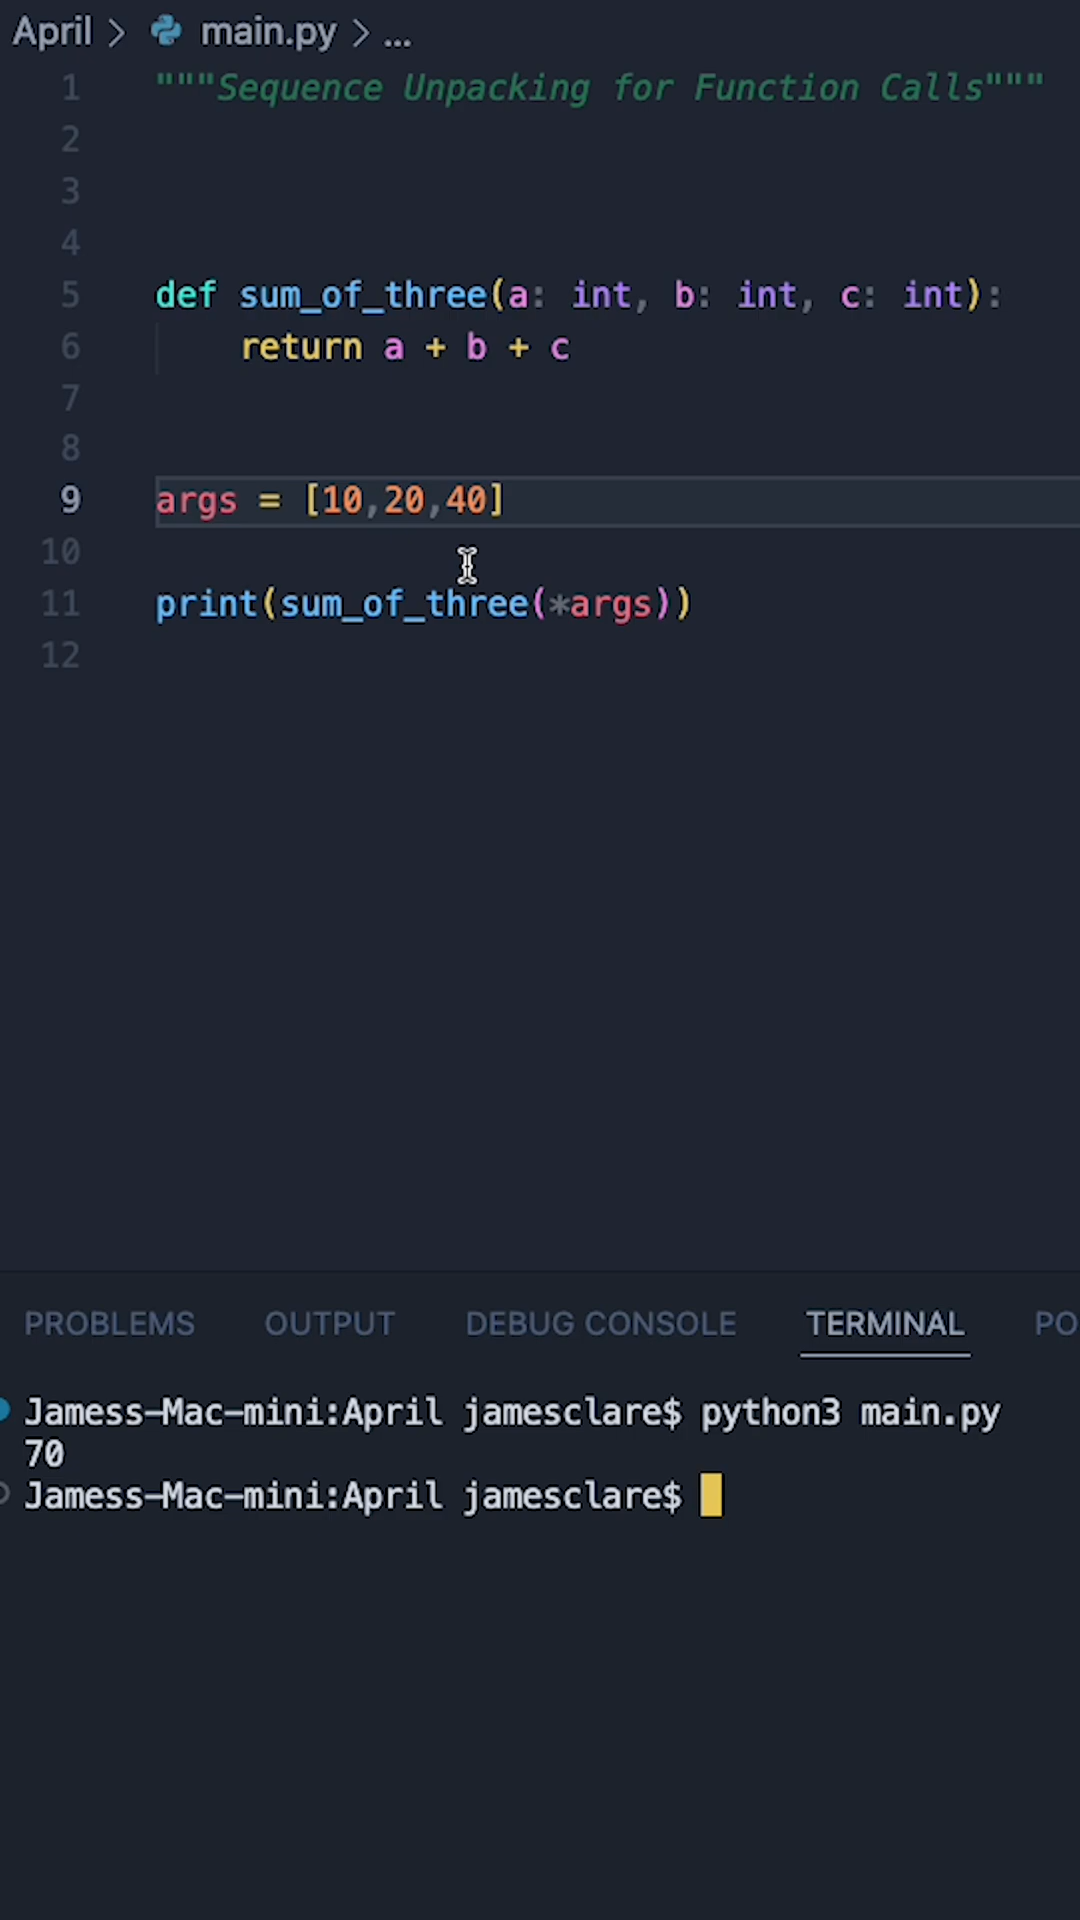 April > main.py > ...
1 """Sequence Unpacking for Function Calls"""
2
3
4
5 def sum_of_three(a: int, b: int, c: int):
6     return a + b + c
7
8
9 args = [10,20,40]
10
11 print(sum_of_three(*args))
12
PROBLEMS OUTPUT DEBUG CONSOLE TERMINAL PO
Jamess-Mac-mini:April jamesclare$ python3 main.py
70
Jamess-Mac-mini:April jamesclare$